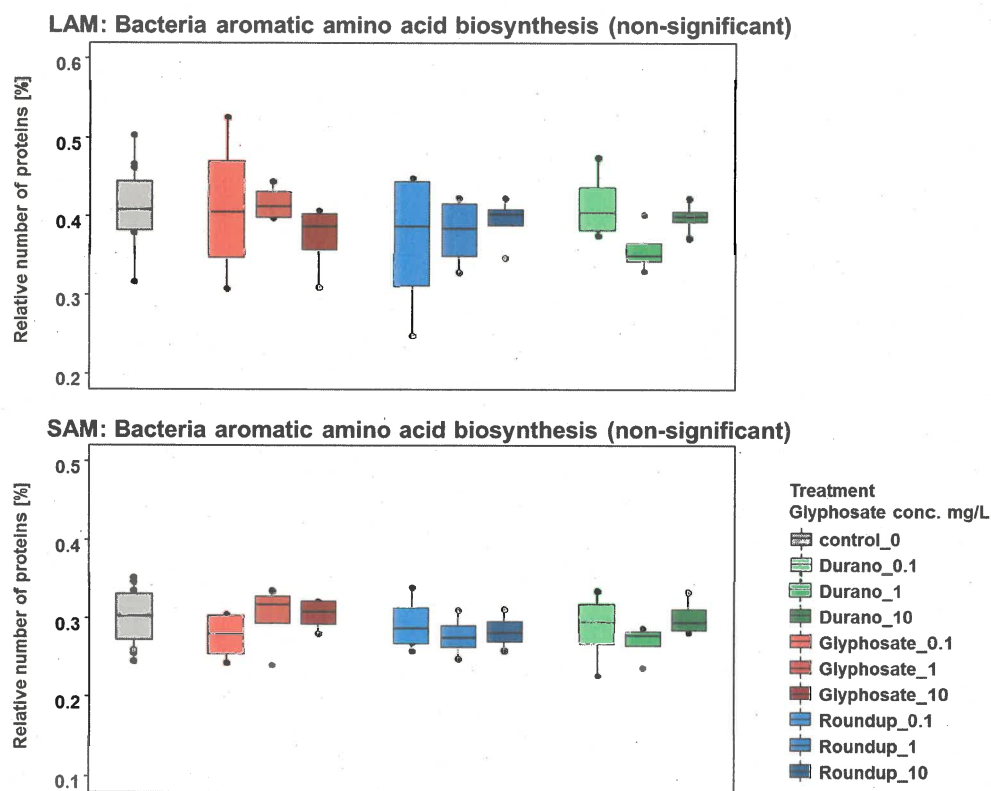 LAM: Bacteria aromatic amino acid biosynthesis (non-significant)
Relative number of proteins [%]
0.6
0.5
0.4
0.3
0.2
SAM: Bacteria aromatic amino acid biosynthesis (non-significant)
Relative number of proteins [%]
0.5
0.4
0.3
0.2
0.1
Treatment
Glyphosate conc. mg/L
control_0
Durano_0.1
Durano_1
Durano_10
Glyphosate_0.1
Glyphosate_1
Glyphosate_10
Roundup_0.1
Roundup_1
Roundup_10